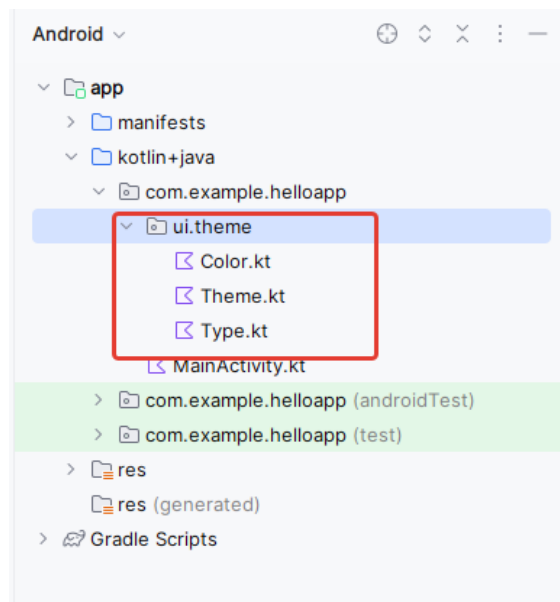 Android
app
manifests
kotlin+java
com.example.helloapp
ui.theme
Color.kt
Theme.kt
Type.kt
MainActivity.kt
com.example.helloapp (androidTest)
com.example.helloapp (test)
res
res (generated)
Gradle Scripts